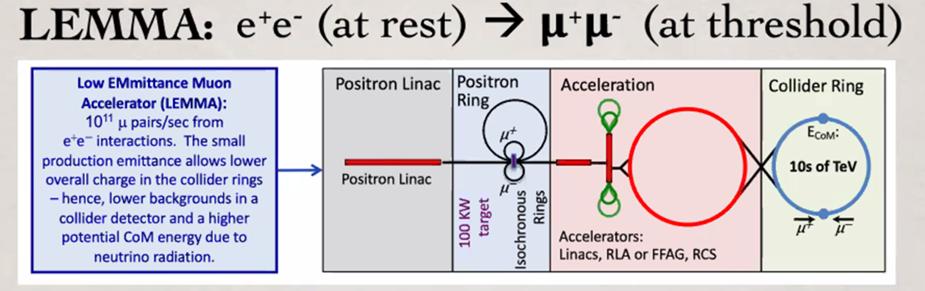 LEMMA: e⁺e⁻ (at rest) → μ⁺μ⁻ (at threshold)
Low EMmittance Muon
Accelerator (LEMMA):
10¹¹ μ pairs/sec from
e⁺e⁻ interactions. The small
production emittance allows lower
overall charge in the collider rings
– hence, lower backgrounds in a
collider detector and a higher
potential CoM energy due to
neutrino radiation.
Positron Linac
Positron Linac
Positron
Ring
μ⁺
μ⁻
100 KW
target
Isochronous
Rings
Acceleration
Accelerators:
Linacs, RLA or FFAG, RCS
Collider Ring
E_CoM:
10s of TeV
μ⁺ μ⁻